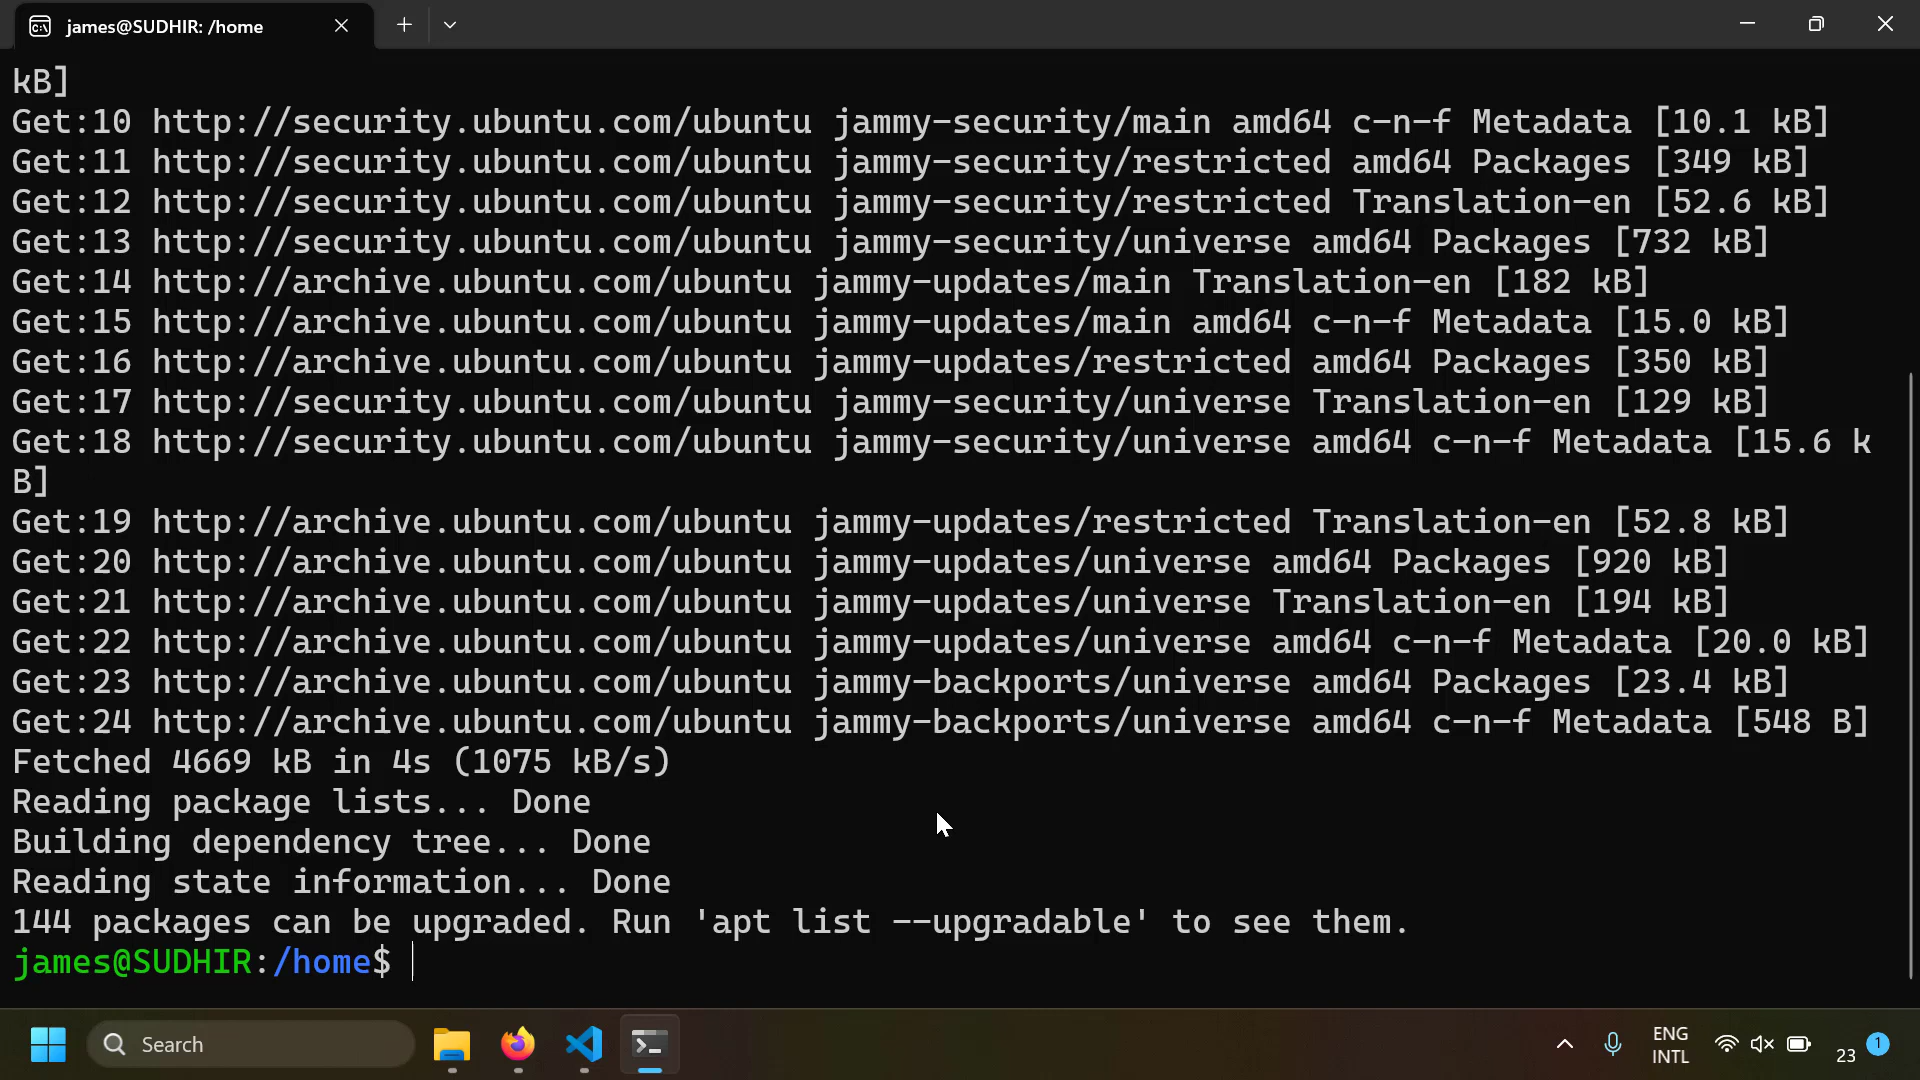 james@SUDHIR: /home
kB]
Get:10 http://security.ubuntu.com/ubuntu jammy-security/main amd64 c-n-f Metadata [10.1 kB]
Get:11 http://security.ubuntu.com/ubuntu jammy-security/restricted amd64 Packages [349 kB]
Get:12 http://security.ubuntu.com/ubuntu jammy-security/restricted Translation-en [52.6 kB]
Get:13 http://security.ubuntu.com/ubuntu jammy-security/universe amd64 Packages [732 kB]
Get:14 http://archive.ubuntu.com/ubuntu jammy-updates/main Translation-en [182 kB]
Get:15 http://archive.ubuntu.com/ubuntu jammy-updates/main amd64 c-n-f Metadata [15.0 kB]
Get:16 http://archive.ubuntu.com/ubuntu jammy-updates/restricted amd64 Packages [350 kB]
Get:17 http://security.ubuntu.com/ubuntu jammy-security/universe Translation-en [129 kB]
Get:18 http://security.ubuntu.com/ubuntu jammy-security/universe amd64 c-n-f Metadata [15.6 k
B]
Get:19 http://archive.ubuntu.com/ubuntu jammy-updates/restricted Translation-en [52.8 kB]
Get:20 http://archive.ubuntu.com/ubuntu jammy-updates/universe amd64 Packages [920 kB]
Get:21 http://archive.ubuntu.com/ubuntu jammy-updates/universe Translation-en [194 kB]
Get:22 http://archive.ubuntu.com/ubuntu jammy-updates/universe amd64 c-n-f Metadata [20.0 kB]
Get:23 http://archive.ubuntu.com/ubuntu jammy-backports/universe amd64 Packages [23.4 kB]
Get:24 http://archive.ubuntu.com/ubuntu jammy-backports/universe amd64 c-n-f Metadata [548 B]
Fetched 4669 kB in 4s (1075 kB/s)
Reading package lists... Done
Building dependency tree... Done
Reading state information... Done
144 packages can be upgraded. Run 'apt list --upgradable' to see them.
james@SUDHIR:/home$
Search
ENG
INTL
23
1